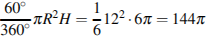 60°/360° πR²H = 1/6 12² · 6π = 144π